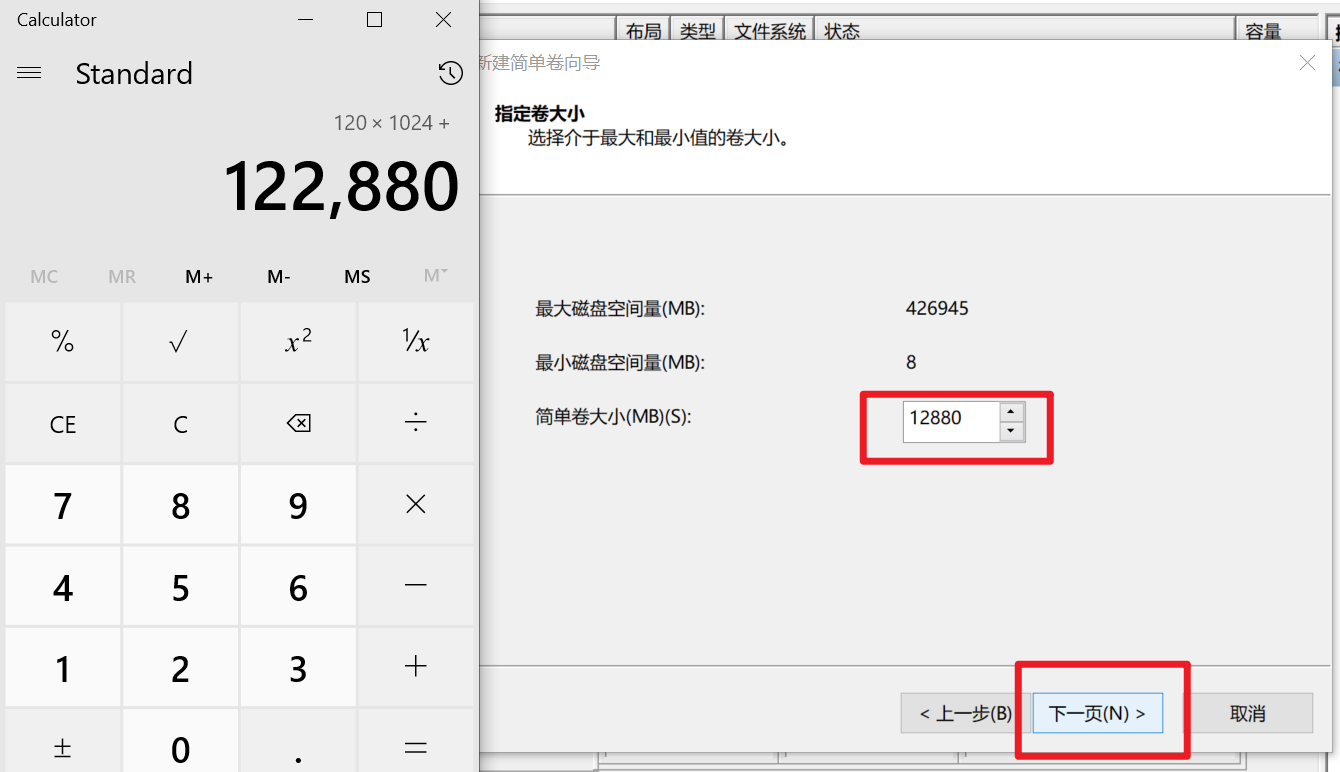 Calculator
Standard
120 × 1024 +
122,880
MC MR M+ M- MS M˅
% √ x² ¹/x
CE C ÷
7 8 9 ×
4 5 6 −
1 2 3 +
± 0 . =
布局 类型 文件系统 状态 容量
新建简单卷向导
指定卷大小
选择介于最大和最小值的卷大小。
最大磁盘空间量(MB): 426945
最小磁盘空间量(MB): 8
简单卷大小(MB)(S): 12880
< 上一步(B) 下一页(N) > 取消